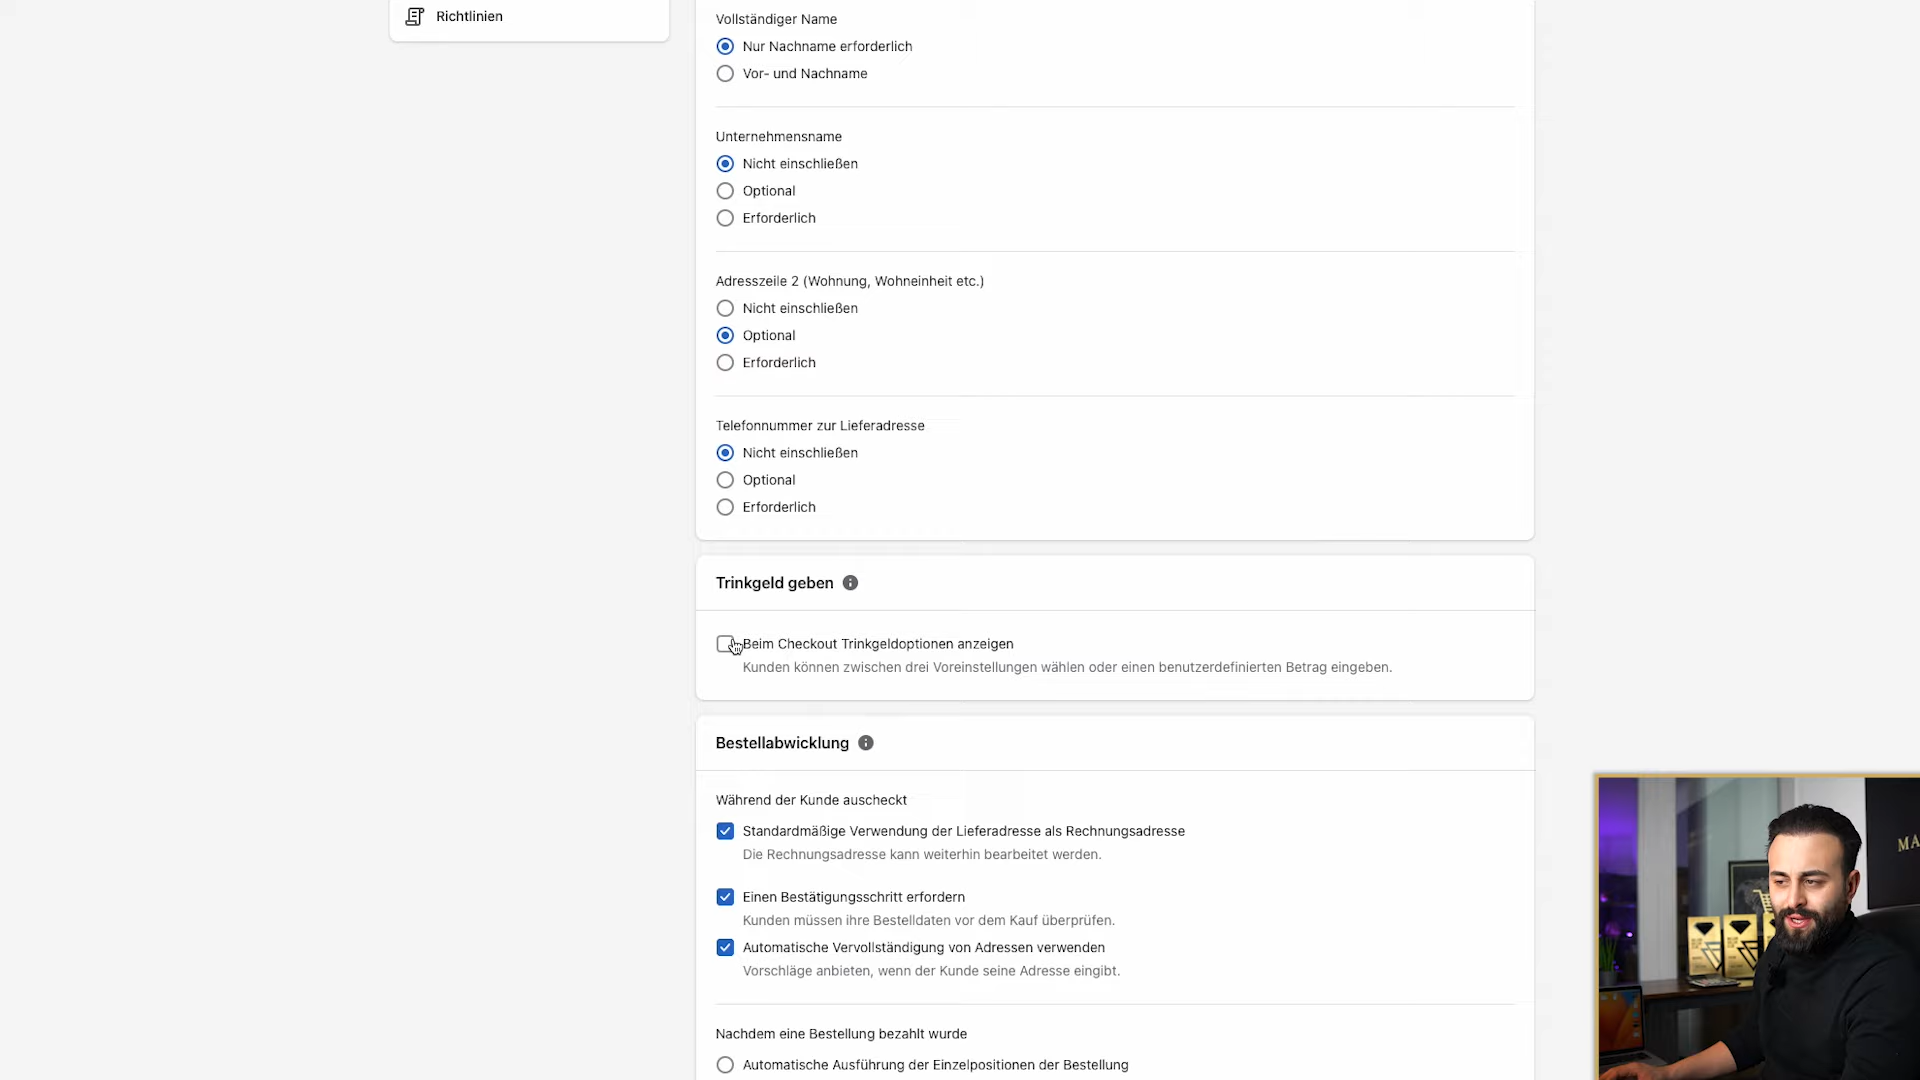 Richtlinien
Vollständiger Name
Nur Nachname erforderlich
Vor- und Nachname
Unternehmensname
Nicht einschließen
Optional
Erforderlich
Adresszeile 2 (Wohnung, Wohneinheit etc.)
Nicht einschließen
Optional
Erforderlich
Telefonnummer zur Lieferadresse
Nicht einschließen
Optional
Erforderlich
Trinkgeld geben
Beim Checkout Trinkgeldoptionen anzeigen
Kunden können zwischen drei Voreinstellungen wählen oder einen benutzerdefinierten Betrag eingeben.
Bestellabwicklung
Während der Kunde auscheckt
Standardmäßige Verwendung der Lieferadresse als Rechnungsadresse
Die Rechnungsadresse kann weiterhin bearbeitet werden.
Einen Bestätigungsschritt erfordern
Kunden müssen ihre Bestelldaten vor dem Kauf überprüfen.
Automatische Vervollständigung von Adressen verwenden
Vorschläge anbieten, wenn der Kunde seine Adresse eingibt.
Nachdem eine Bestellung bezahlt wurde
Automatische Ausführung der Einzelpositionen der Bestellung
MA